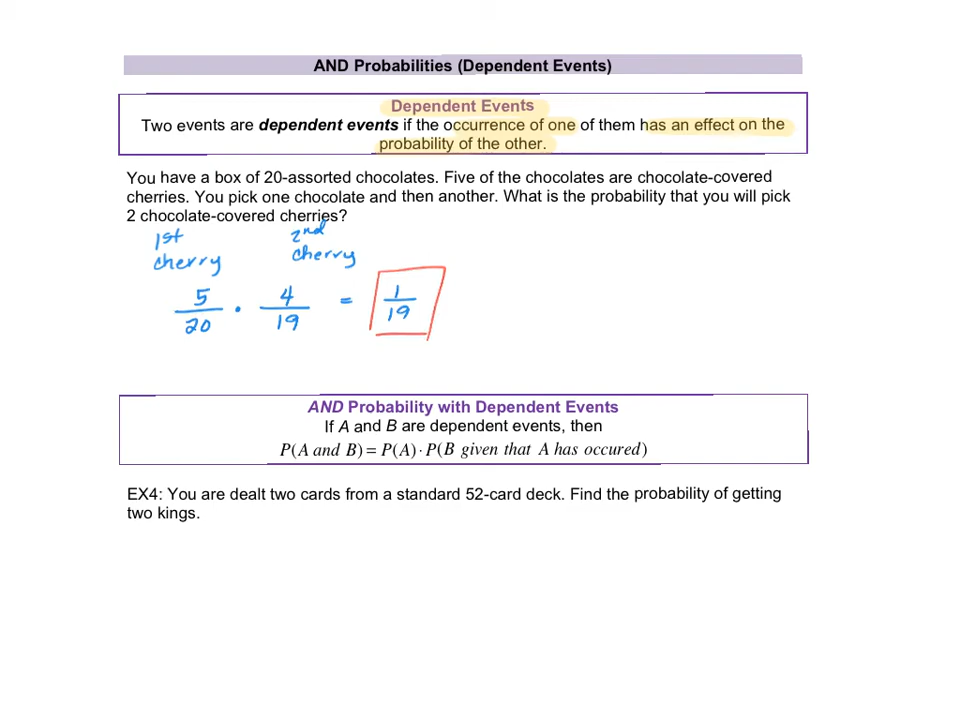 AND Probabilities (Dependent Events)
Dependent Events
Two events are dependent events if the occurrence of one of them has an effect on the
probability of the other.
You have a box of 20-assorted chocolates. Five of the chocolates are chocolate-covered
cherries. You pick one chocolate and then another. What is the probability that you will pick
2 chocolate-covered cherries?
1st 2nd
cherry cherry
5/20 · 4/19 = 1/19
AND Probability with Dependent Events
If A and B are dependent events, then
P(A and B) = P(A) · P(B given that A has occured)
EX4: You are dealt two cards from a standard 52-card deck. Find the probability of getting
two kings.